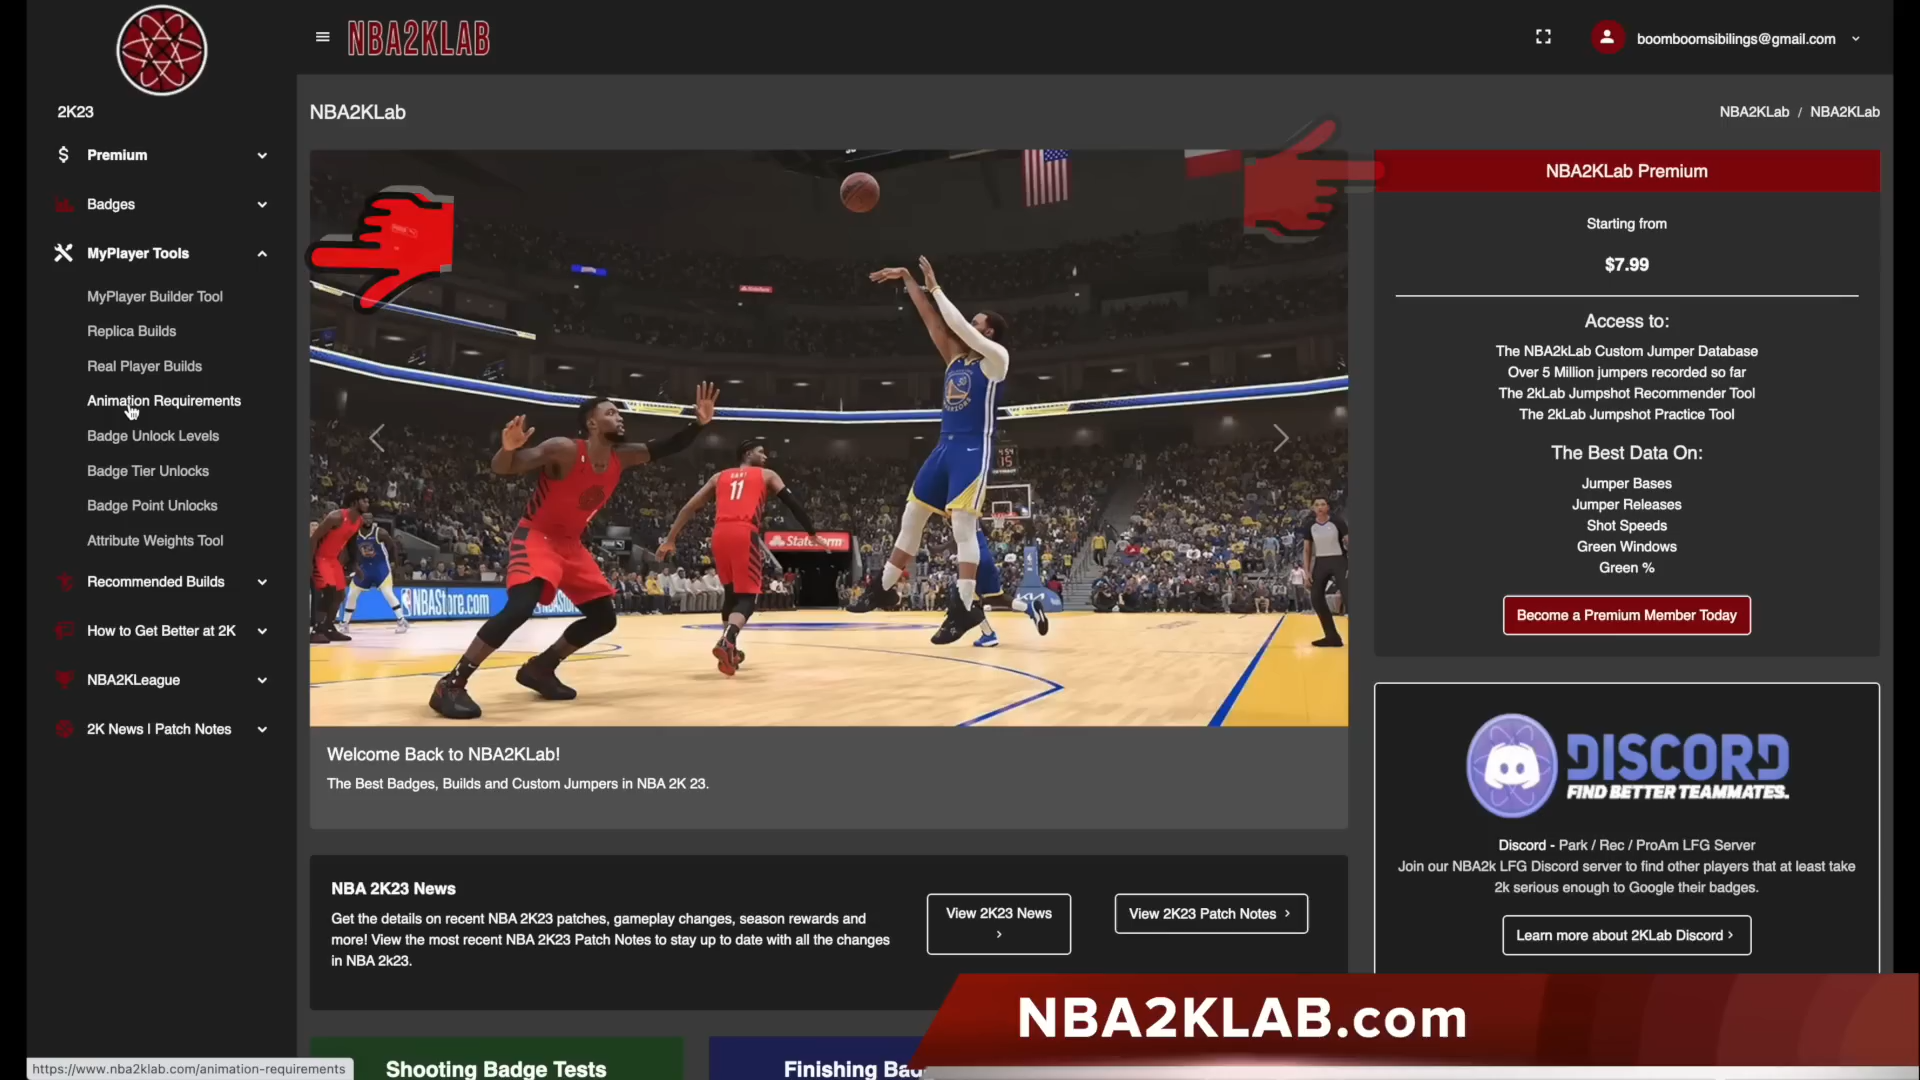 NBA2KLAB
boomboomsibilings@gmail.com
2K23
Premium
Badges
MyPlayer Tools
MyPlayer Builder Tool
Replica Builds
Real Player Builds
Animation Requirements
Badge Unlock Levels
Badge Tier Unlocks
Badge Point Unlocks
Attribute Weights Tool
Recommended Builds
How to Get Better at 2K
NBA2KLeague
2K News | Patch Notes
NBA2KLab
NBA2KLab / NBA2KLab
11
StateFarm
NBAStore.com
Welcome Back to NBA2KLab!
The Best Badges, Builds and Custom Jumpers in NBA 2K 23.
NBA 2K23 News
Get the details on recent NBA 2K23 patches, gameplay changes, season rewards and
more! View the most recent NBA 2K23 Patch Notes to stay up to date with all the changes
in NBA 2k23.
View 2K23 News >
View 2K23 Patch Notes >
Shooting Badge Tests
Finishing Bad
NBA2KLab Premium
Starting from
$7.99
Access to:
The NBA2kLab Custom Jumper Database
Over 5 Million jumpers recorded so far
The 2kLab Jumpshot Recommender Tool
The 2kLab Jumpshot Practice Tool
The Best Data On:
Jumper Bases
Jumper Releases
Shot Speeds
Green Windows
Green %
Become a Premium Member Today
DISCORD
FIND BETTER TEAMMATES.
Discord - Park / Rec / ProAm LFG Server
Join our NBA2k LFG Discord server to find other players that at least take
2k serious enough to Google their badges.
Learn more about 2KLab Discord >
NBA2KLAB.com
https://www.nba2klab.com/animation-requirements